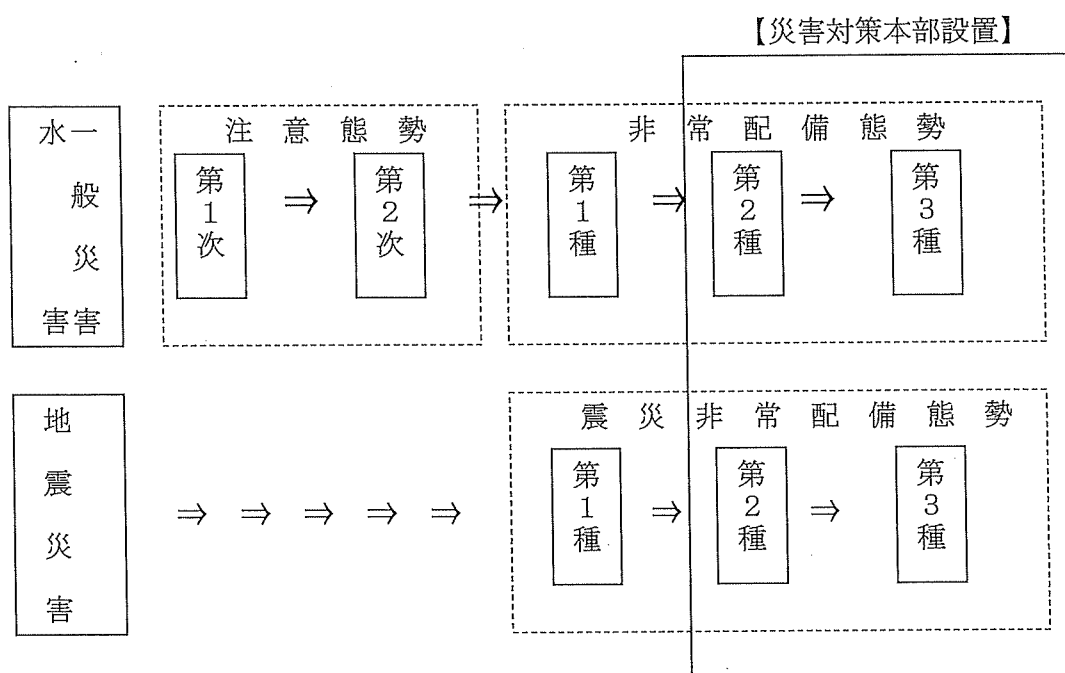 【災害対策本部設置】
一般災害
水害
注意態勢
第1次
⇒
第2次
⇒
非常配備態勢
第1種
⇒
第2種
⇒
第3種
地震災害
⇒ ⇒ ⇒ ⇒ ⇒
震災非常配備態勢
第1種
⇒
第2種
⇒
第3種